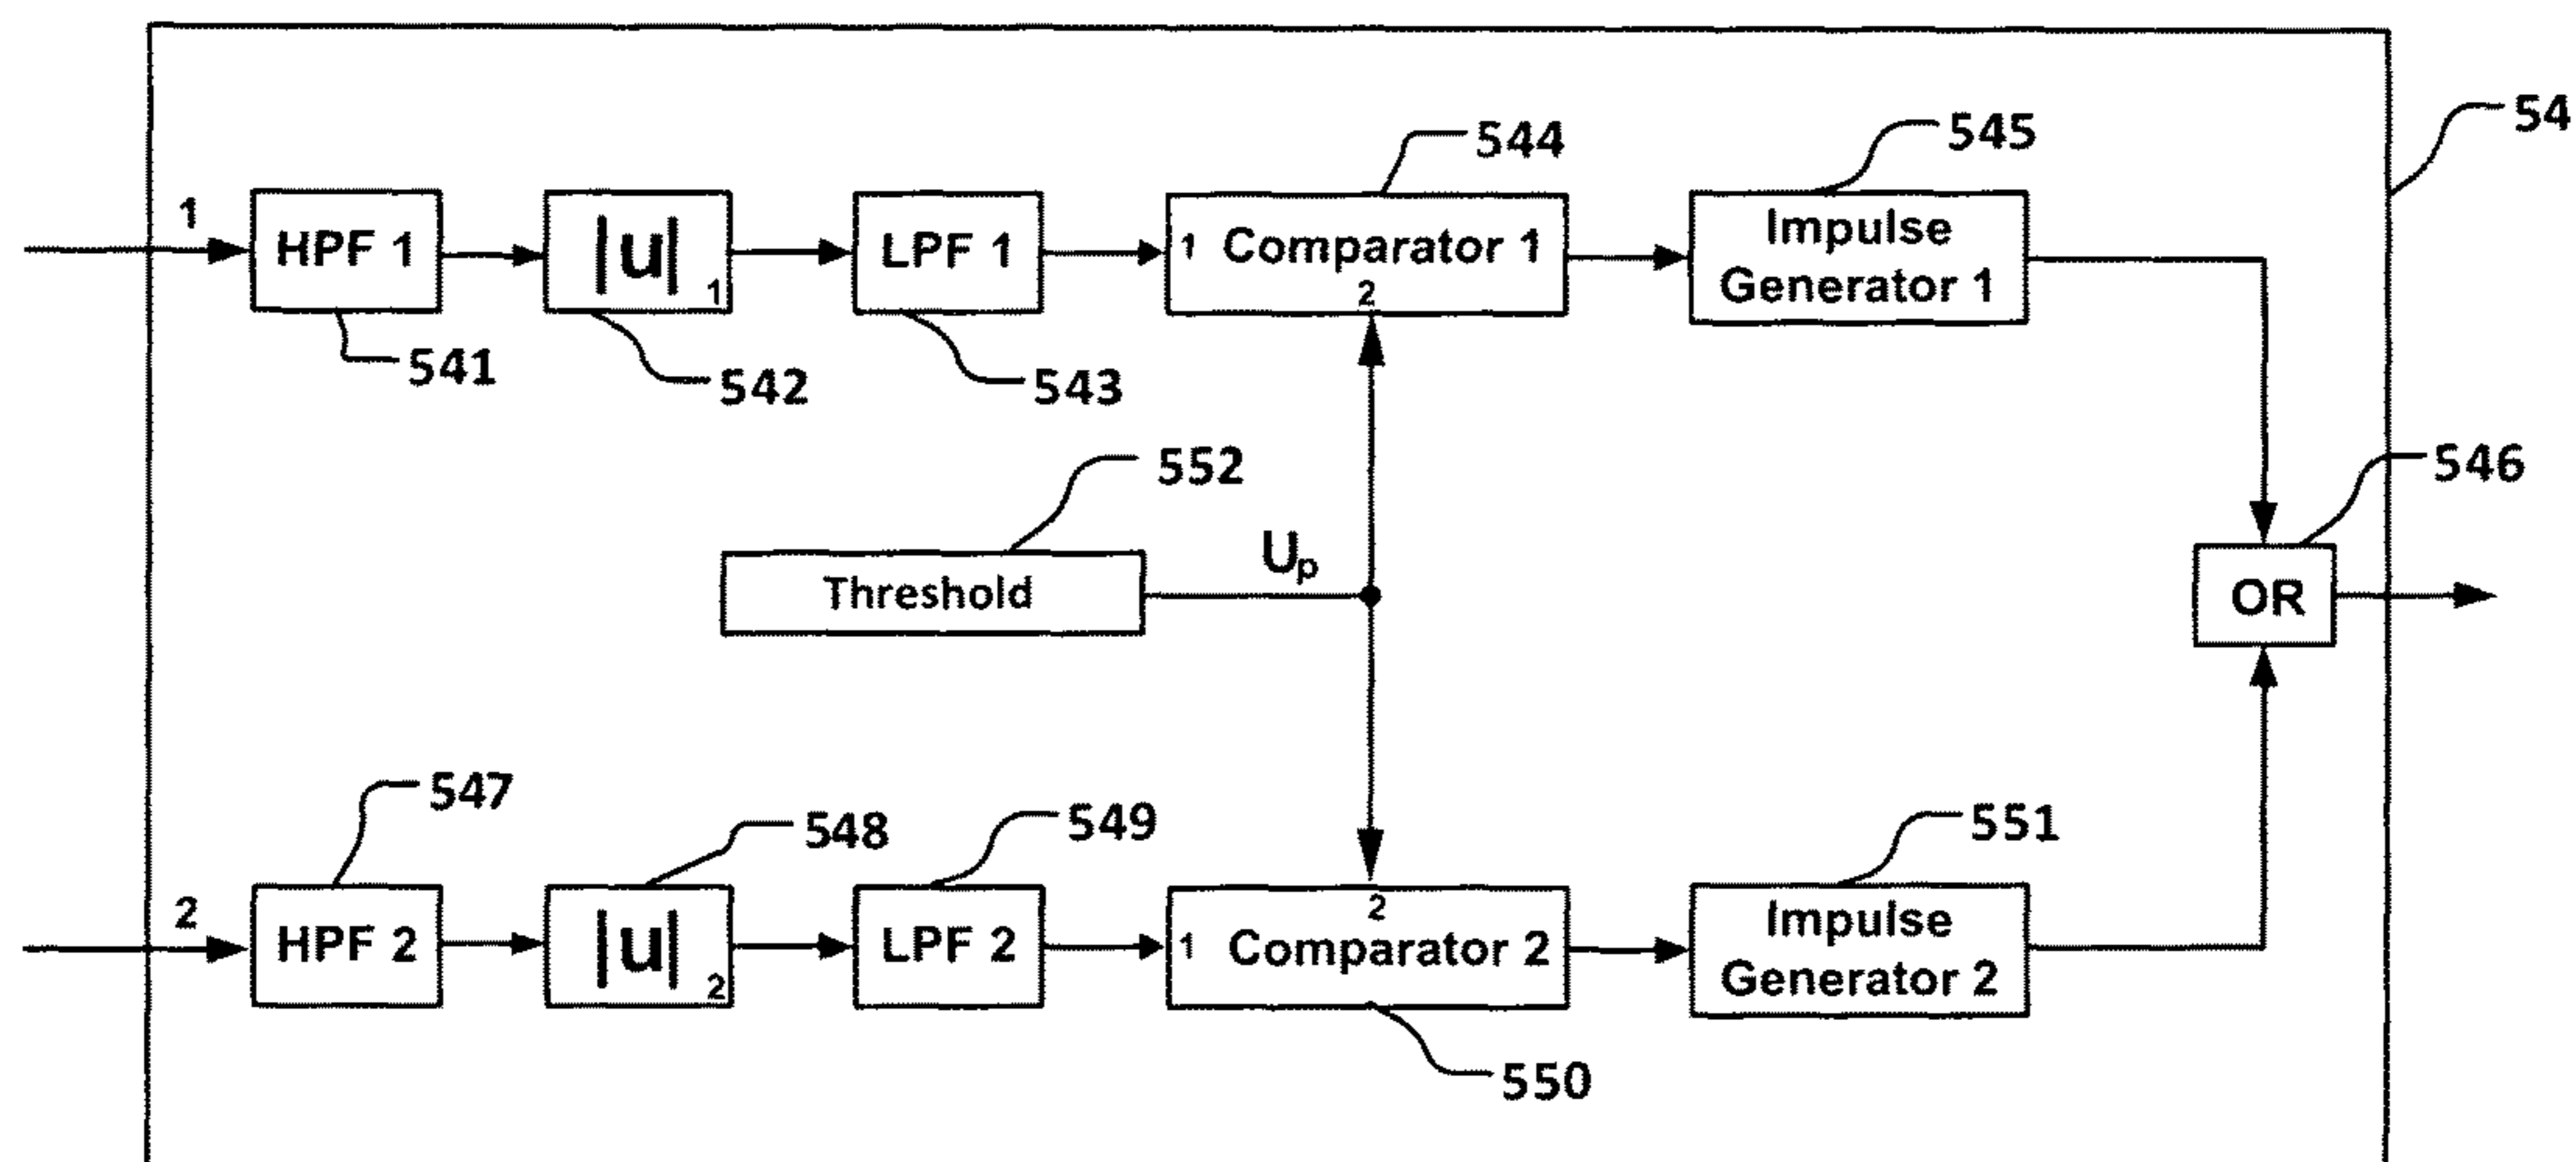 54
544
545
1
HPF 1
|u| 1
LPF 1
1 Comparator 1
2
Impulse
Generator 1
541
542
543
552
546
Threshold
Up
OR
547
548
549
551
2
HPF 2
|u| 2
LPF 2
2
1 Comparator 2
Impulse
Generator 2
550